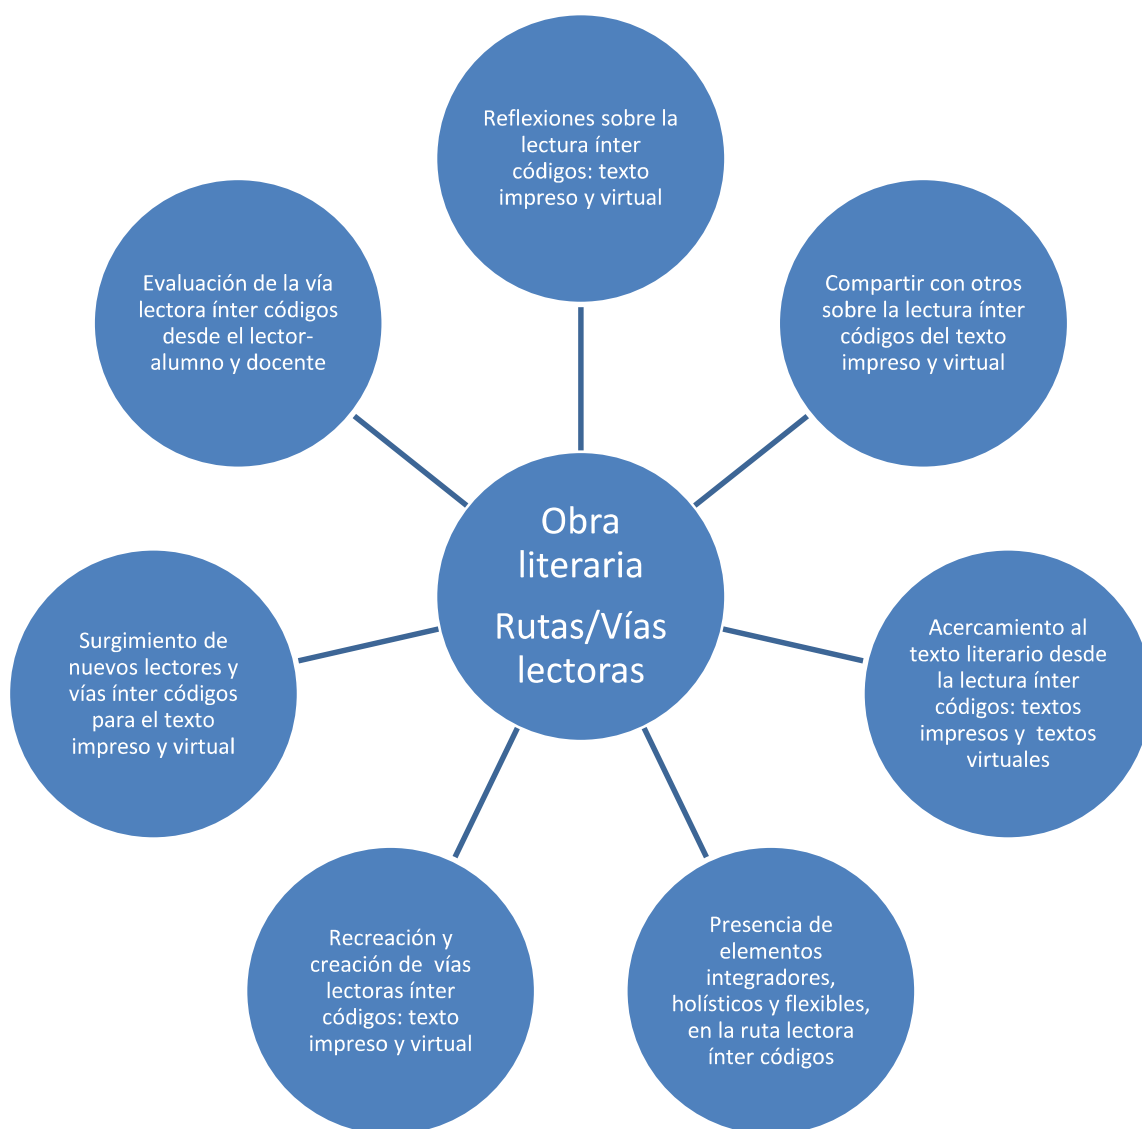 Reflexiones sobre la
lectura ínter
códigos: texto
impreso y virtual
Compartir con otros
sobre la lectura ínter
códigos del texto
impreso y virtual
Acercamiento al
texto literario desde
la lectura ínter
códigos: textos
impresos y  textos
virtuales
Presencia de
elementos
integradores,
holísticos y flexibles,
en la ruta lectora
ínter códigos
Recreación y
creación de  vías
lectoras ínter
códigos: texto
impreso y virtual
Surgimiento de
nuevos lectores y
vías ínter códigos
para el texto
impreso y virtual
Evaluación de la vía
lectora ínter códigos
desde el lector-
alumno y docente
Obra
literaria
Rutas/Vías
lectoras